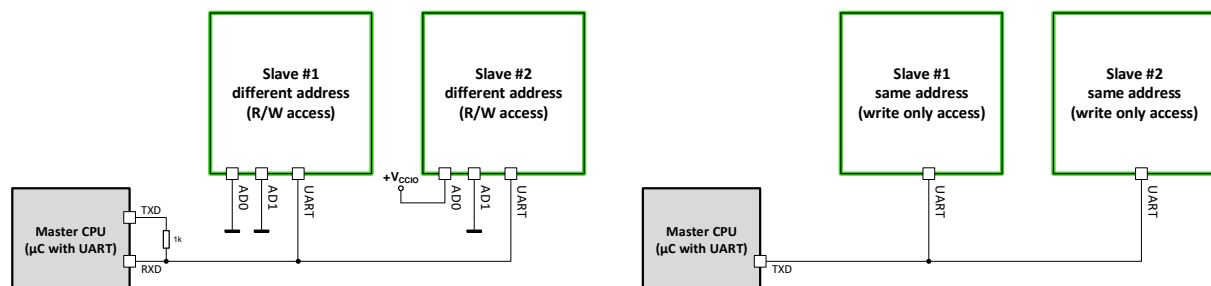 Slave #1
different address
(R/W access)
Slave #2
different address
(R/W access)
AD0
AD1
UART
+VCCIO
AD0
AD1
UART
Master CPU
(µC with UART)
TXD
1k
RXD
Slave #1
same address
(write only access)
Slave #2
same address
(write only access)
UART
UART
Master CPU
(µC with UART)
TXD